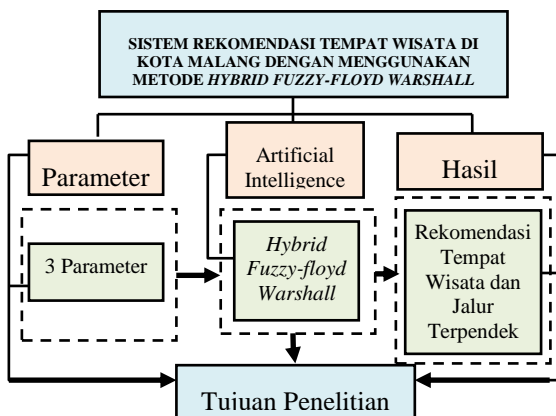 SISTEM REKOMENDASI TEMPAT WISATA DI
KOTA MALANG DENGAN MENGGUNAKAN
METODE HYBRID FUZZY-FLOYD WARSHALL
Parameter
Artificial
Intelligence
Hasil
3 Parameter
Hybrid
Fuzzy-floyd
Warshall
Rekomendasi
Tempat
Wisata dan
Jalur
Terpendek
Tujuan Penelitian